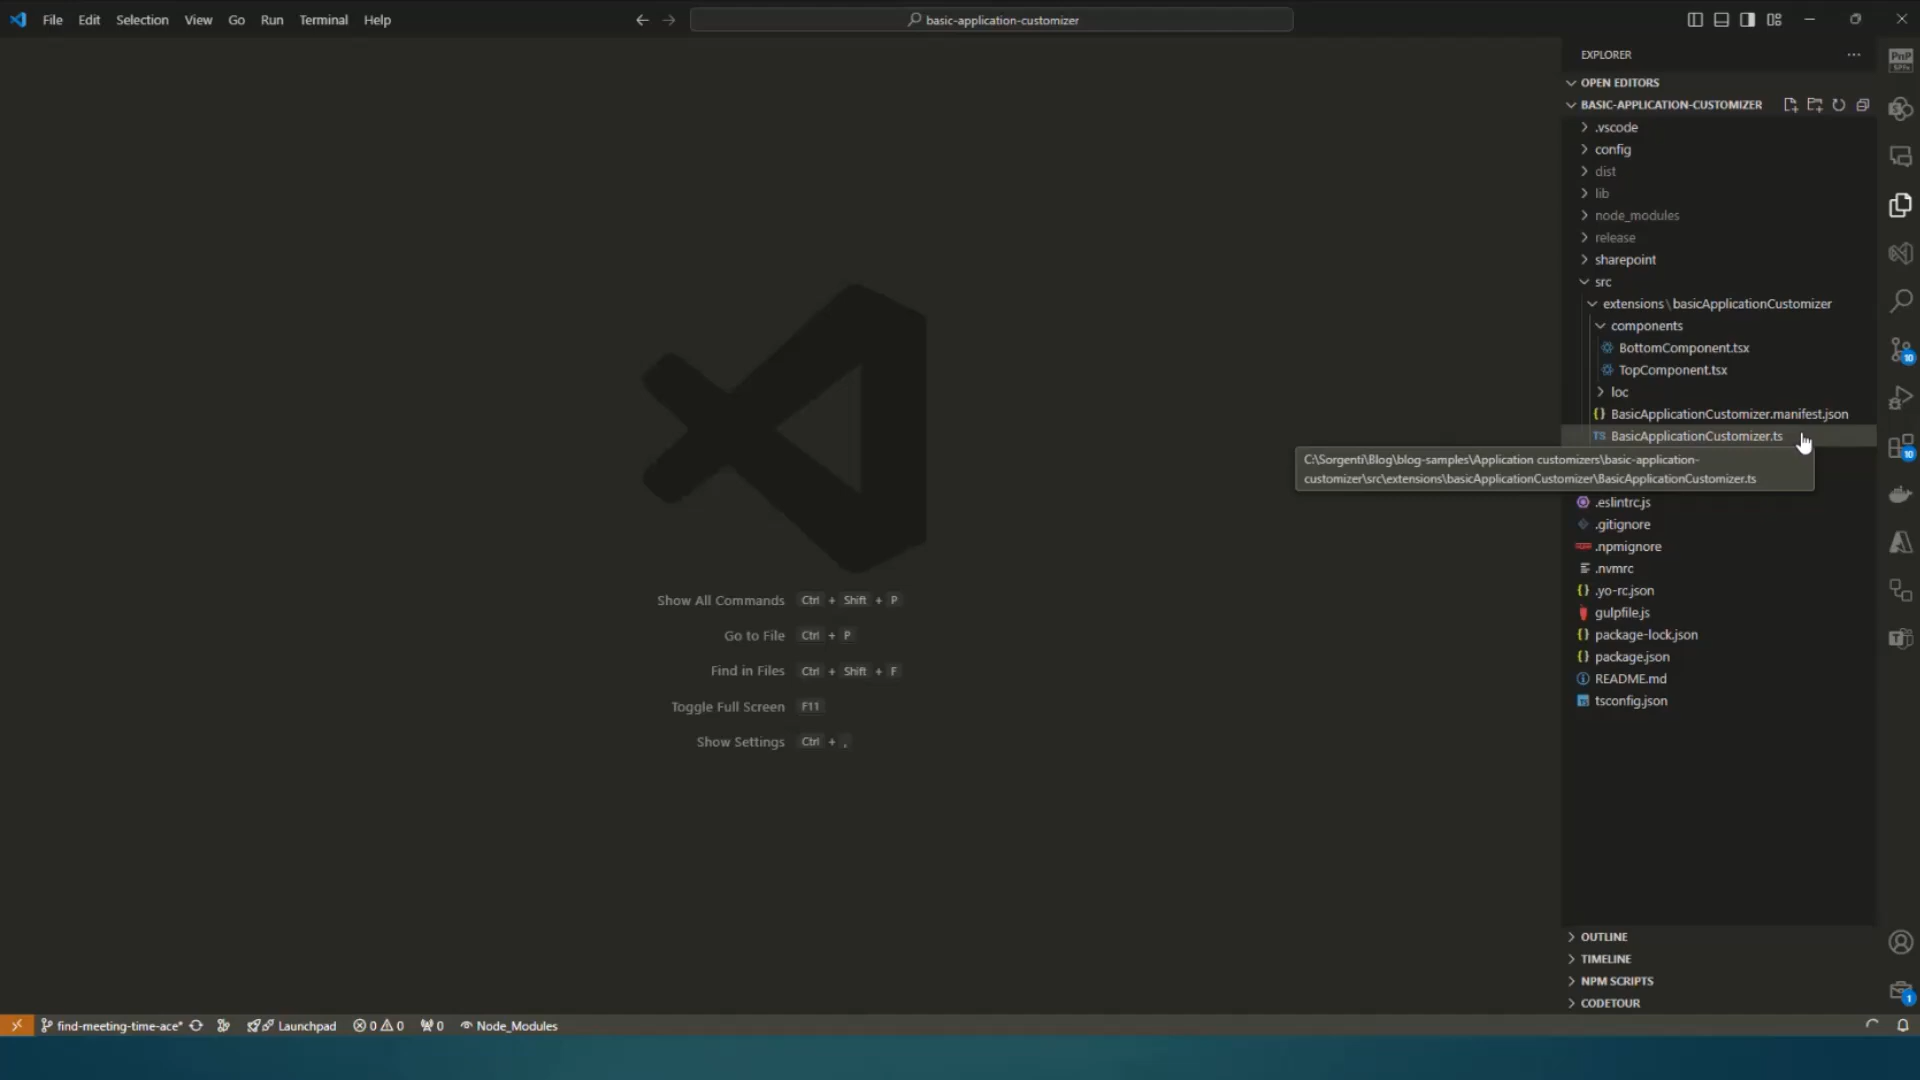 File Edit Selection View Go Run Terminal Help
basic-application-customizer
EXPLORER
OPEN EDITORS
BASIC-APPLICATION-CUSTOMIZER
.vscode
config
dist
lib
node_modules
release
sharepoint
src
extensions\basicApplicationCustomizer
components
BottomComponent.tsx
TopComponent.tsx
loc
{} BasicApplicationCustomizer.manifest.json
TS BasicApplicationCustomizer.ts
C:\Sorgenti\Blog\blog-samples\Application customizers\basic-application-
customizer\src\extensions\basicApplicationCustomizer\BasicApplicationCustomizer.ts
.eslintrc.js
.gitignore
.npmignore
.nvmrc
{} .yo-rc.json
gulpfile.js
{} package-lock.json
{} package.json
README.md
tsconfig.json
Show All Commands Ctrl + Shift + P
Go to File Ctrl + P
Find in Files Ctrl + Shift + F
Toggle Full Screen F11
Show Settings Ctrl + ,
OUTLINE
TIMELINE
NPM SCRIPTS
CODETOUR
PnP
10
10
1
find-meeting-time-ace* Launchpad 0 0 0 Node_Modules